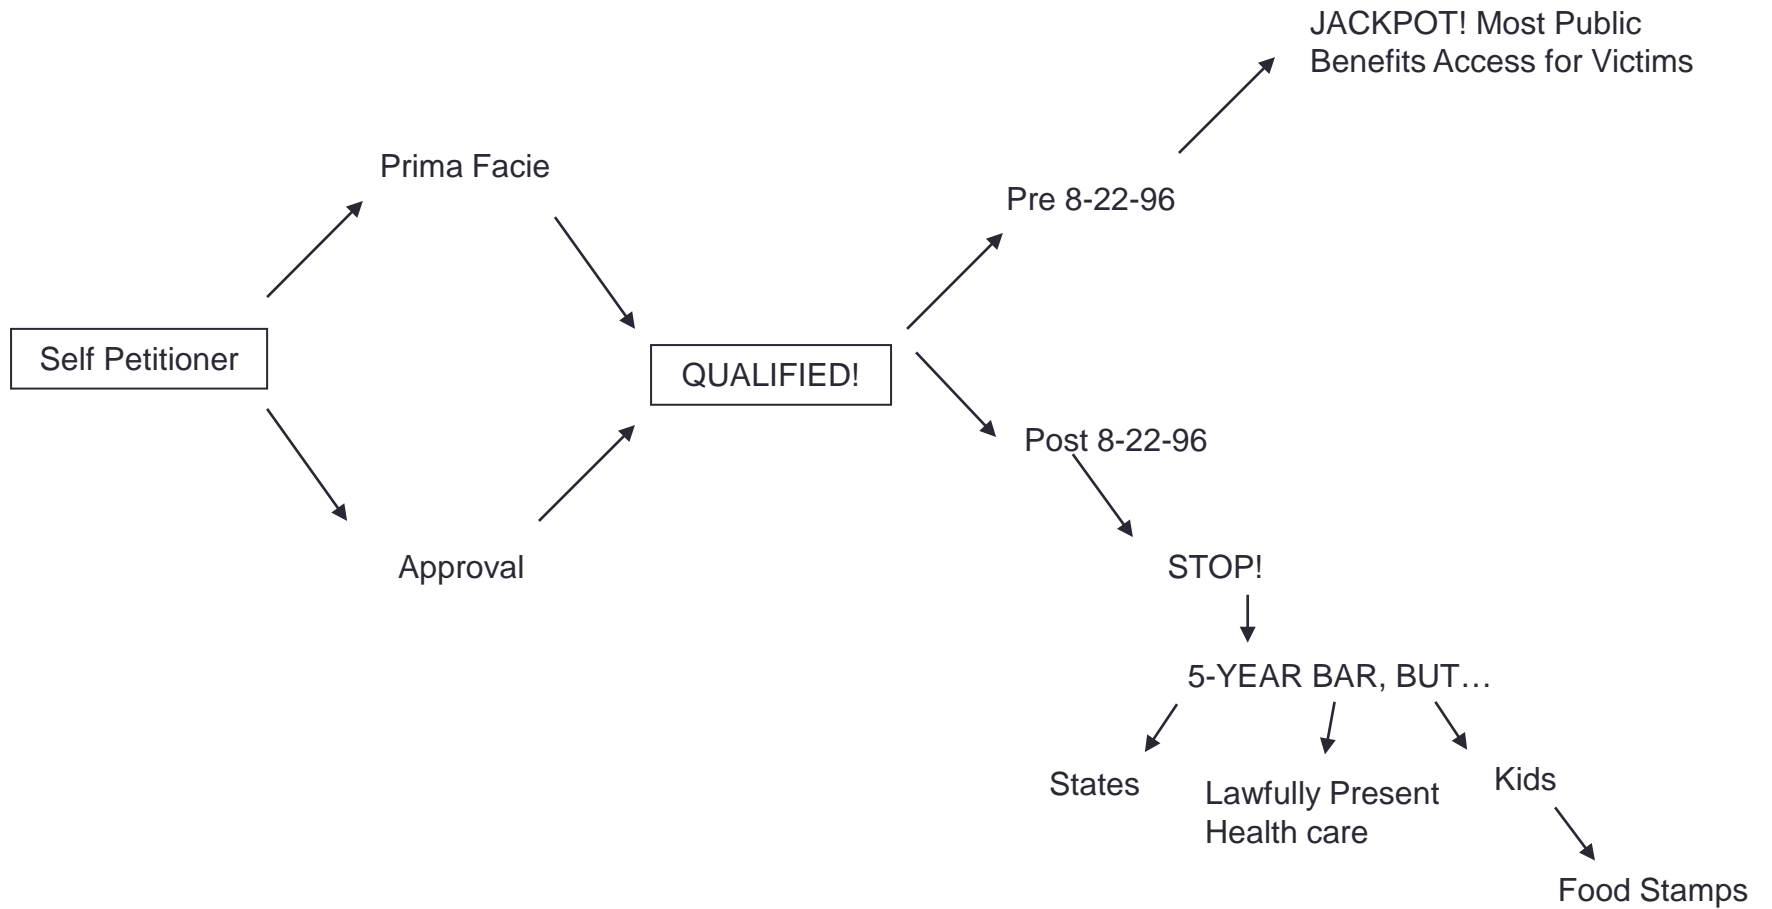 JACKPOT! Most Public
Benefits Access for Victims
Prima Facie
Pre 8-22-96
Self Petitioner
QUALIFIED!
Post 8-22-96
Approval
STOP!
5-YEAR BAR, BUT…
States
Lawfully Present
Health care
Kids
Food Stamps